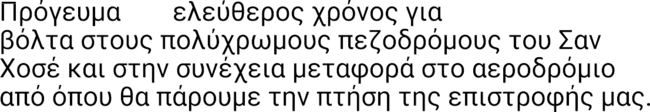 Πρόγευμα ελεύθερος χρόνος για
βόλτα στους πολύχρωμους πεζοδρόμους του Σαν
Χοσέ και στην συνέχεια μεταφορά στο αεροδρόμιο
από όπου θα πάρουμε την πτήση της επιστροφής μας.